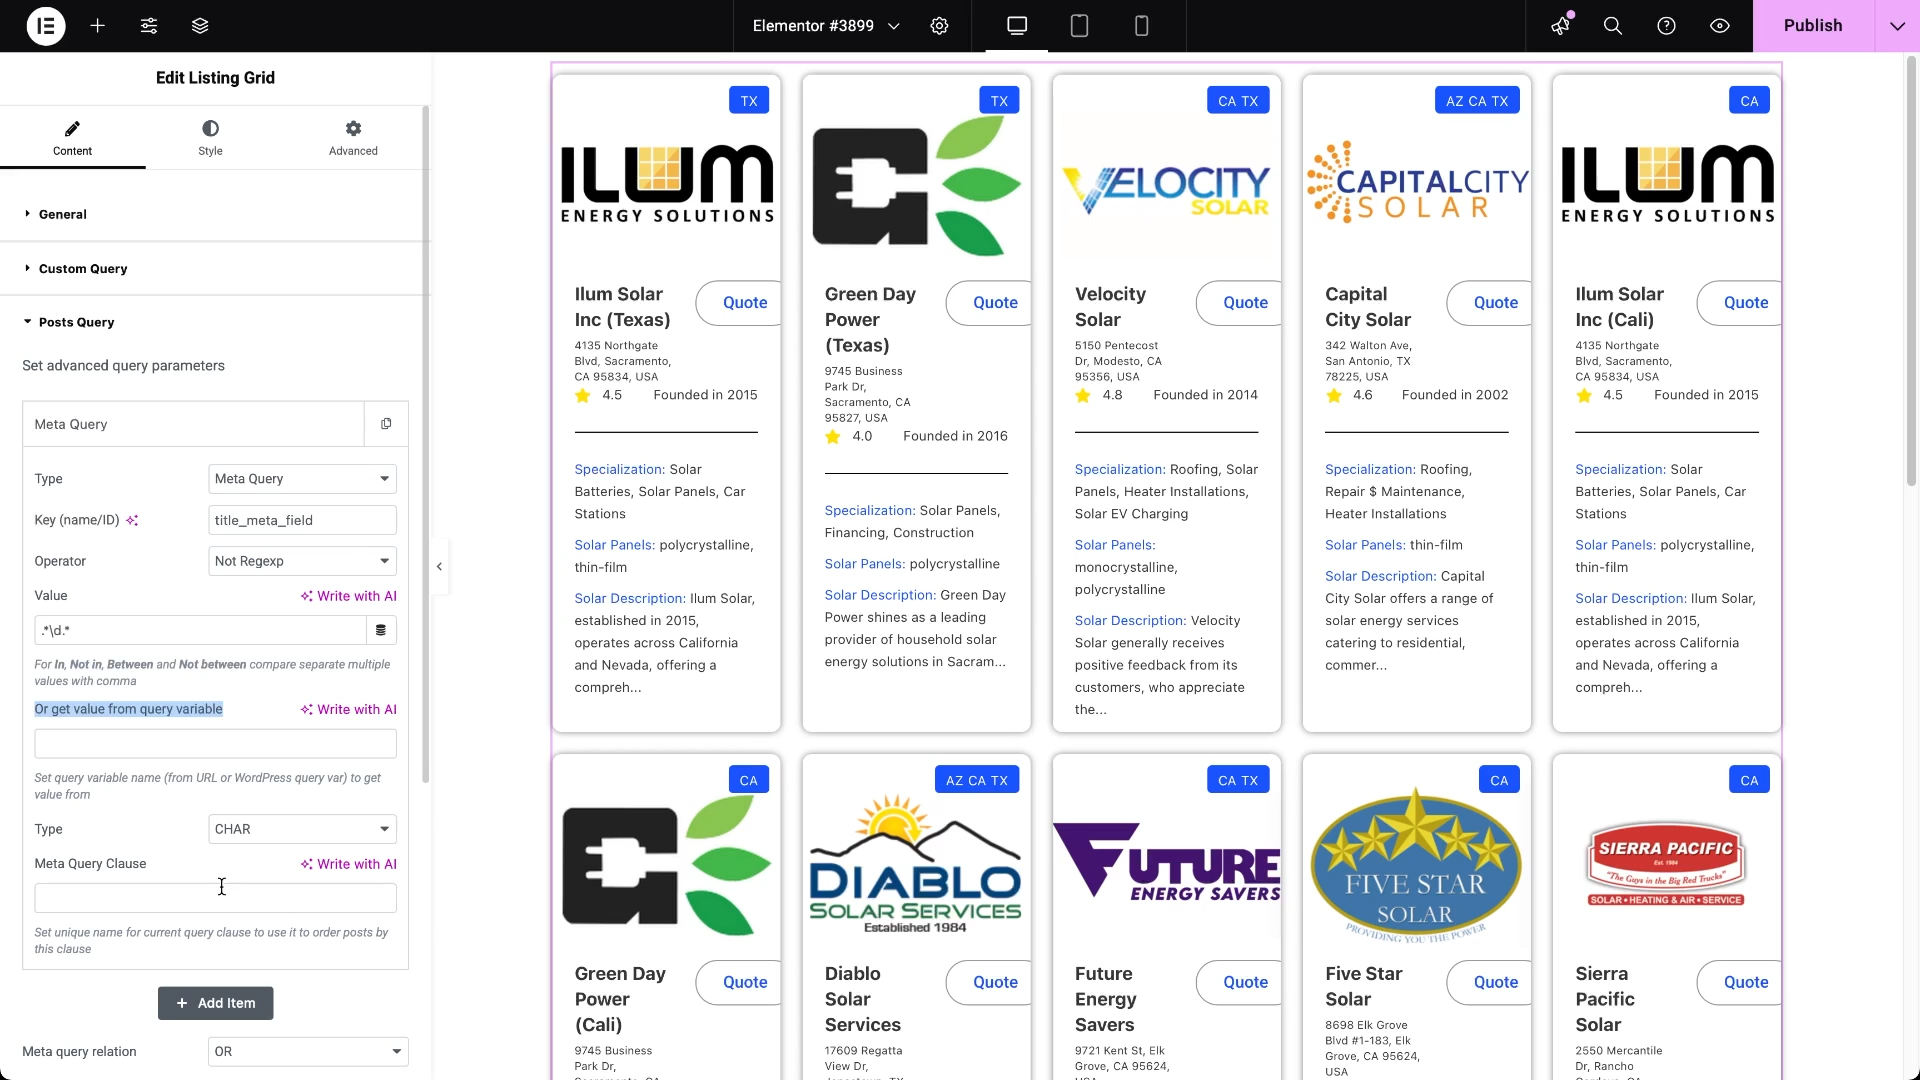 Elementor #3899
Publish
Edit Listing Grid
Content
Style
Advanced
General
Custom Query
Posts Query
Set advanced query parameters
Meta Query
Type
Meta Query
Key (name/ID)
title_meta_field
Operator
Not Regexp
Value
Write with AI
.*\d.*
For In, Not in, Between and Not between compare separate multiple
values with comma
Or get value from query variable
Write with AI
Set query variable name (from URL or WordPress query var) to get
value from
Type
CHAR
Meta Query Clause
Write with AI
Set unique name for current query clause to use it to order posts by
this clause
+ Add Item
Meta query relation
OR
TX
ILUM
ENERGY SOLUTIONS
Ilum Solar
Inc (Texas)
Quote
4135 Northgate
Blvd, Sacramento,
CA 95834, USA
4.5
Founded in 2015
Specialization: Solar
Batteries, Solar Panels, Car
Stations
Solar Panels: polycrystalline,
thin-film
Solar Description: Ilum Solar,
established in 2015,
operates across California
and Nevada, offering a
compreh...
TX
Green Day
Power
(Texas)
Quote
9745 Business
Park Dr,
Sacramento, CA
95827, USA
4.0
Founded in 2016
Specialization: Solar Panels,
Financing, Construction
Solar Panels: polycrystalline
Solar Description: Green Day
Power shines as a leading
provider of household solar
energy solutions in Sacram...
CA TX
VELOCITY
SOLAR
Velocity
Solar
Quote
5150 Pentecost
Dr, Modesto, CA
95356, USA
4.8
Founded in 2014
Specialization: Roofing, Solar
Panels, Heater Installations,
Solar EV Charging
Solar Panels:
monocrystalline,
polycrystalline
Solar Description: Velocity
Solar generally receives
positive feedback from its
customers, who appreciate
the...
AZ CA TX
CAPITALCITY
SOLAR
Capital
City Solar
Quote
342 Walton Ave,
San Antonio, TX
78225, USA
4.6
Founded in 2002
Specialization: Roofing,
Repair $ Maintenance,
Heater Installations
Solar Panels: thin-film
Solar Description: Capital
City Solar offers a range of
solar energy services
catering to residential,
commer...
CA
ILUM
ENERGY SOLUTIONS
Ilum Solar
Inc (Cali)
Quote
4135 Northgate
Blvd, Sacramento,
CA 95834, USA
4.5
Founded in 2015
Specialization: Solar
Batteries, Solar Panels, Car
Stations
Solar Panels: polycrystalline,
thin-film
Solar Description: Ilum Solar,
established in 2015,
operates across California
and Nevada, offering a
compreh...
CA
Green Day
Power
(Cali)
Quote
9745 Business
Park Dr,
AZ CA TX
DIABLO
SOLAR SERVICES
Established 1984
Diablo
Solar
Services
Quote
17609 Regatta
View Dr,
CA TX
FUTURE
ENERGY SAVERS
Future
Energy
Savers
Quote
9721 Kent St, Elk
Grove, CA 95624,
CA
FIVE STAR
SOLAR
PROVIDING YOU THE POWER
Five Star
Solar
Quote
8698 Elk Grove
Blvd #1-183, Elk
Grove, CA 95624,
USA
CA
SIERRA PACIFIC
Est. 1984
"The Guys in the Big Red Trucks"
SOLAR • HEATING & AIR • SERVICE
Sierra
Pacific
Solar
Quote
2550 Mercantile
Dr, Rancho